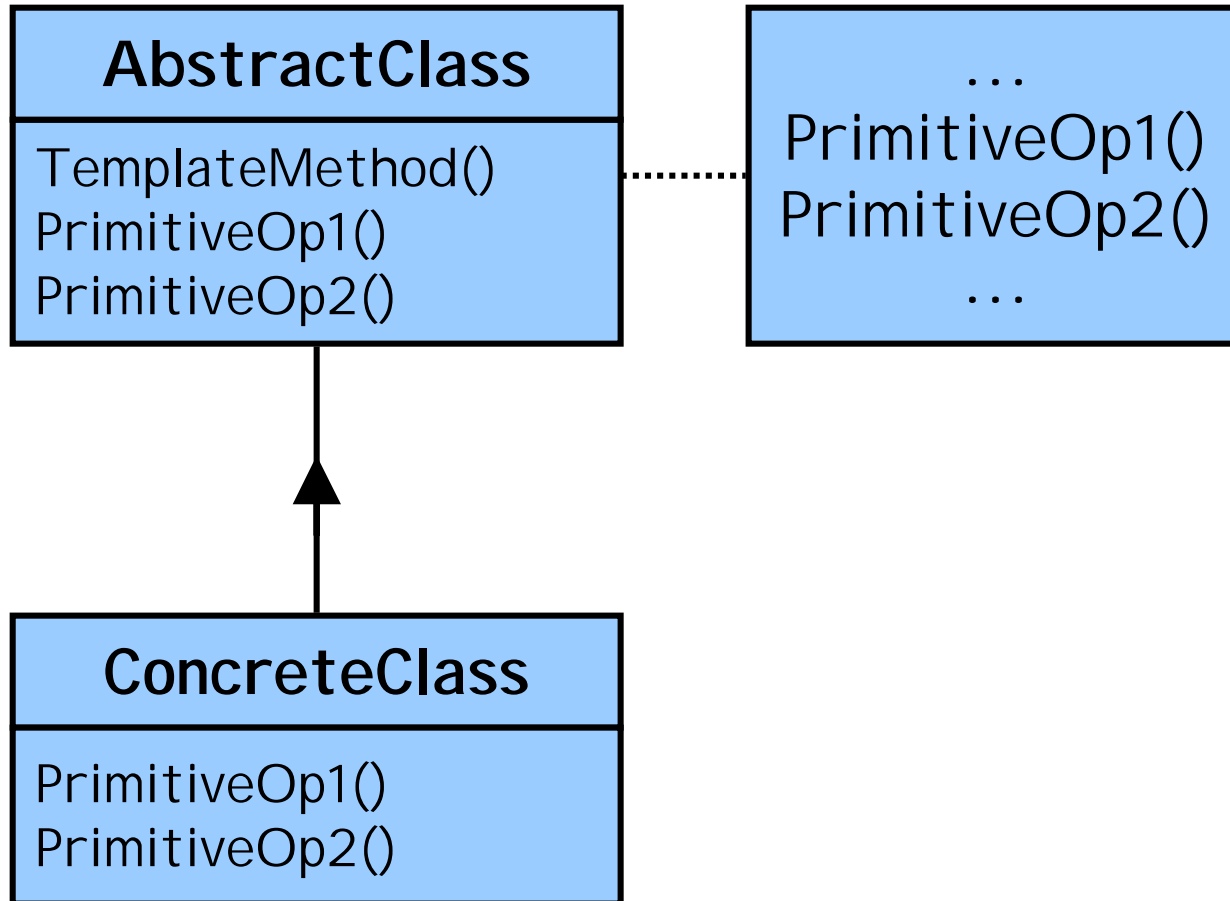 AbstractClass
TemplateMethod()
PrimitiveOp1()
PrimitiveOp2()
...
PrimitiveOp1()
PrimitiveOp2()
...
ConcreteClass
PrimitiveOp1()
PrimitiveOp2()